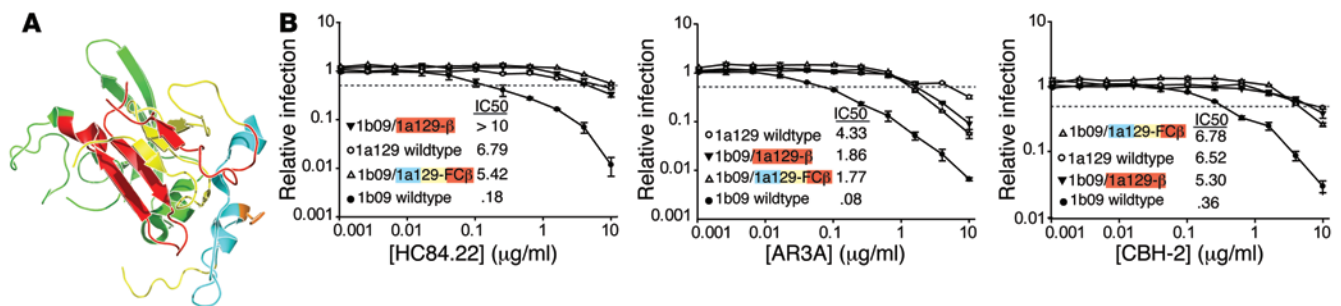 A
B
Relative infection
10
1
0.1
0.01
0.001
IC50
▼1b09/1a129-β > 10
○1a129 wildtype 6.79
△1b09/1a129-FCβ 5.42
●1b09 wildtype .18
0.001 0.01 0.1 1 10
[HC84.22] (μg/ml)
Relative infection
10
1
0.1
0.01
0.001
IC50
○1a129 wildtype 4.33
▼1b09/1a129-β 1.86
△1b09/1a129-FCβ 1.77
●1b09 wildtype .08
0.001 0.01 0.1 1 10
[AR3A] (μg/ml)
Relative infection
10
1
0.1
0.01
IC50
△1b09/1a129-FCβ 6.78
○1a129 wildtype 6.52
▼1b09/1a129-β 5.30
●1b09 wildtype .36
0.001 0.01 0.1 1 10
[CBH-2] (μg/ml)